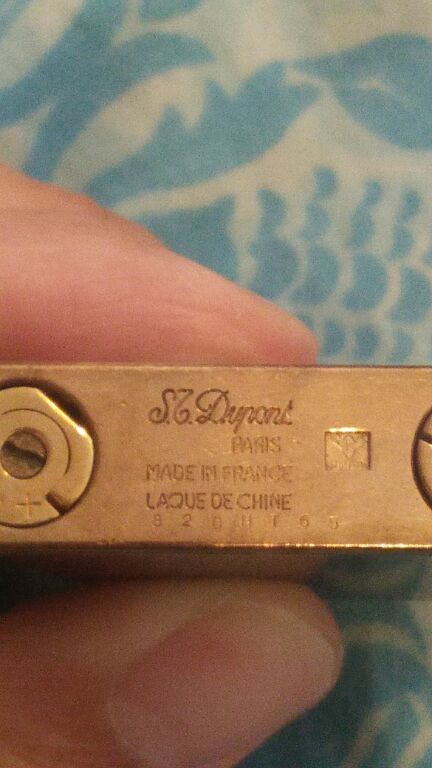 S.T. Dupont
PARIS
MADE IN FRANCE
LAQUE DE CHINE